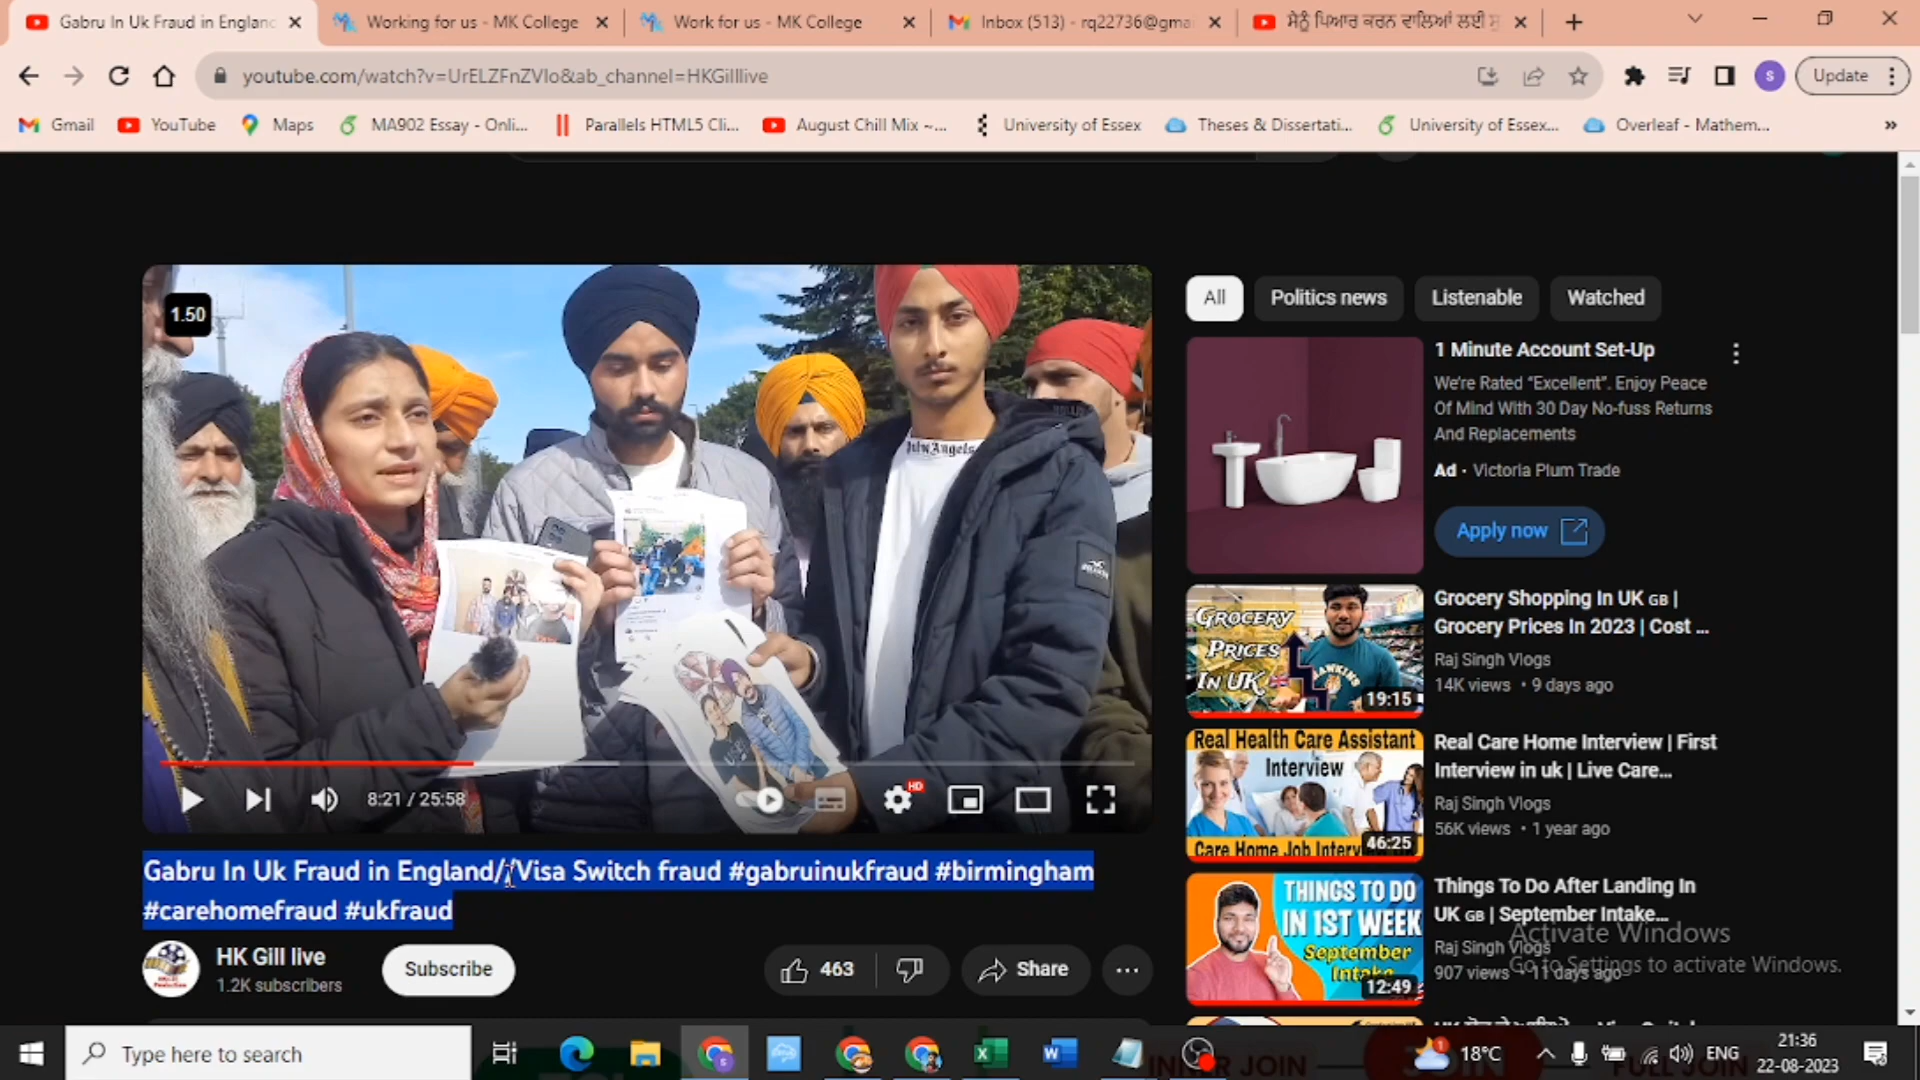 Gabru In Uk Fraud in Englan
Working for us - MK College
Work for us - MK College
Inbox (513) - rq22736@gma
ਮੇਨੂੰ ਪਿਆਰ ਕਰਨ ਵਾਲਿਆਂ ਲਈ
youtube.com/watch?v=UrELZFnZVIo&ab_channel=HKGilllive
S
Update
Gmail
YouTube
Maps
MA902 Essay - Onli...
Parallels HTML5 Cli...
August Chill Mix ~...
University of Essex
Theses & Dissertati...
University of Essex...
Overleaf - Mathem...
»
1.50
Palm Angels
8:21 / 25:58
HD
Gabru In Uk Fraud in England//Visa Switch fraud #gabruinukfraud #birmingham
#carehomefraud #ukfraud
HK Gill live
1.2K subscribers
Subscribe
463
Share
All
Politics news
Listenable
Watched
1 Minute Account Set-Up
We're Rated “Excellent”. Enjoy Peace
Of Mind With 30 Day No-fuss Returns
And Replacements
Ad · Victoria Plum Trade
Apply now
GROCERY
PRICES
IN UK
19:15
Grocery Shopping In UK GB |
Grocery Prices In 2023 | Cost ...
Raj Singh Vlogs
14K views • 9 days ago
Real Health Care Assistant
Interview
Care Home Job Interv
46:25
Real Care Home Interview | First
Interview in uk | Live Care...
Raj Singh Vlogs
56K views • 1 year ago
THINGS TO DO
IN 1ST WEEK
September
Intake
12:49
Things To Do After Landing In
UK GB | September Intake...
Raj Singh Vlogs
907 views • 11 days ago
Activate Windows
Go to Settings to activate Windows.
Type here to search
INNER JOIN
JOIN
FULL JOIN
18°C
ENG
21:36
22-08-2023